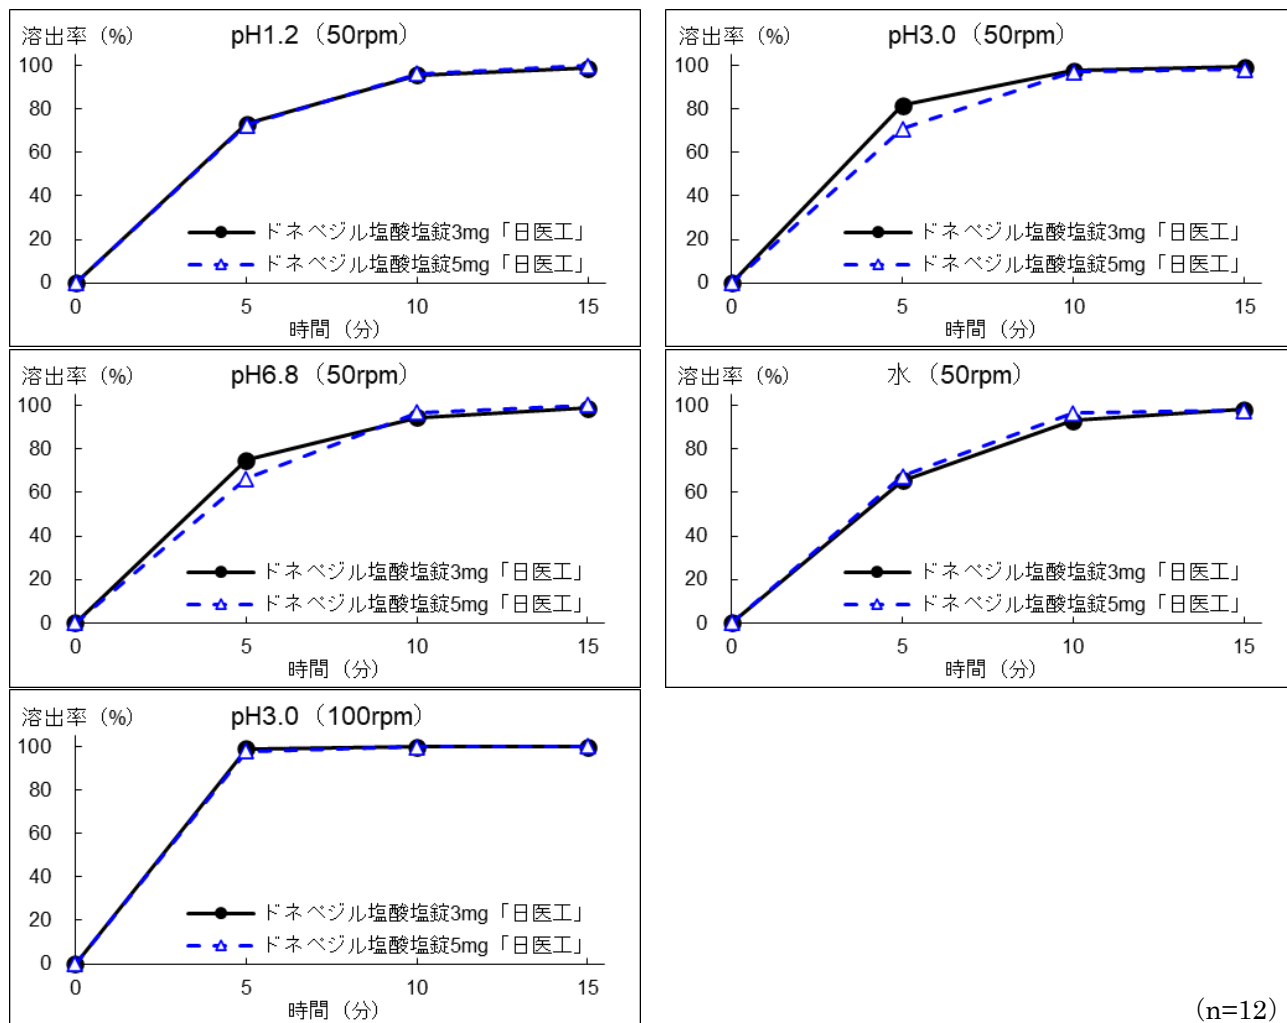 溶出率（%）
pH1.2（50rpm）
100
80
60
40
20
0
ドネペジル塩酸塩錠3mg「日医工」
ドネペジル塩酸塩錠5mg「日医工」
0 5 10 15
時間（分）
溶出率（%）
pH3.0（50rpm）
100
80
60
40
20
0
ドネペジル塩酸塩錠3mg「日医工」
ドネペジル塩酸塩錠5mg「日医工」
0 5 10 15
時間（分）
溶出率（%）
pH6.8（50rpm）
100
80
60
40
20
0
ドネペジル塩酸塩錠3mg「日医工」
ドネペジル塩酸塩錠5mg「日医工」
0 5 10 15
時間（分）
溶出率（%）
水（50rpm）
100
80
60
40
20
0
ドネペジル塩酸塩錠3mg「日医工」
ドネペジル塩酸塩錠5mg「日医工」
0 5 10 15
時間（分）
溶出率（%）
pH3.0（100rpm）
100
80
60
40
20
0
ドネペジル塩酸塩錠3mg「日医工」
ドネペジル塩酸塩錠5mg「日医工」
0 5 10 15
時間（分）
(n=12)